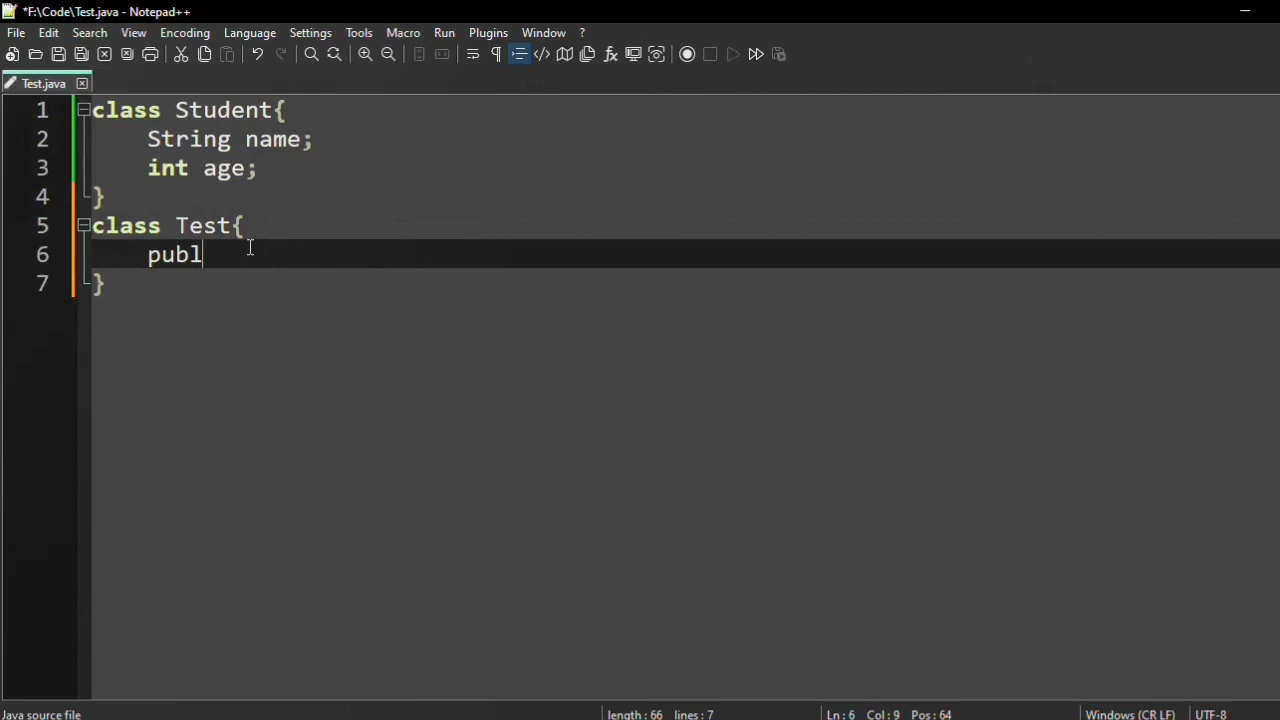 *F:\Code\Test.java - Notepad++
File Edit Search View Encoding Language Settings Tools Macro Run Plugins Window ?
Test.java
1 class Student{
2 String name;
3 int age;
4 }
5 class Test{
6 publ
7 }
Java source file length : 66 lines : 7 Ln : 6 Col : 9 Pos : 64 Windows (CR LF) UTF-8